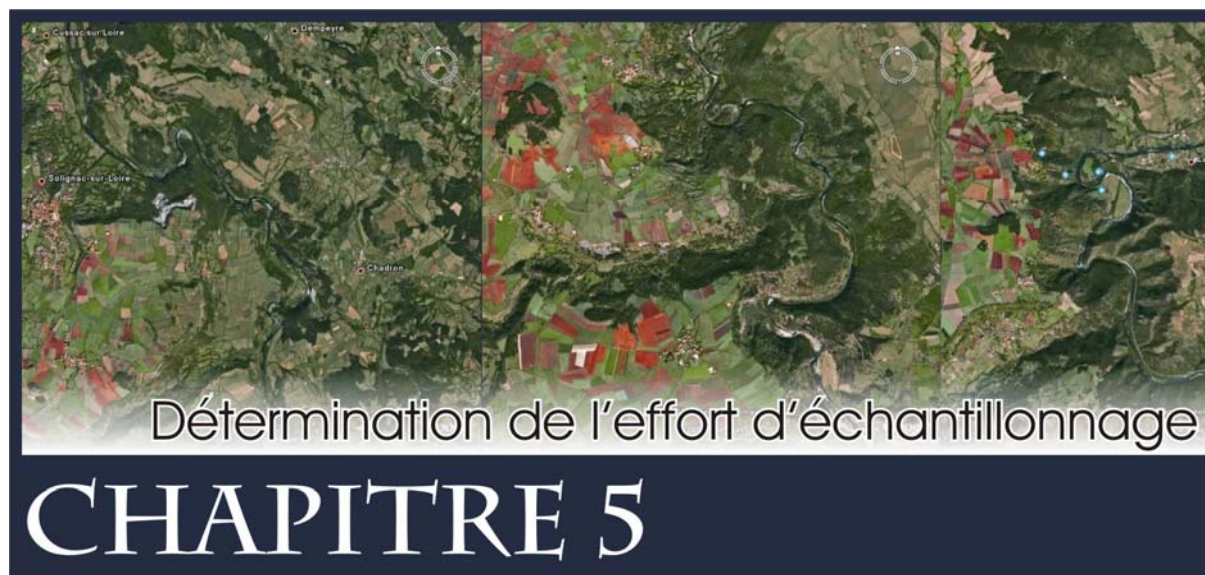 Cussac sur Loire
Dempeyre
Solignac-sur-Loire
Chadron
Détermination de l'effort d'échantillonnage
CHAPITRE 5